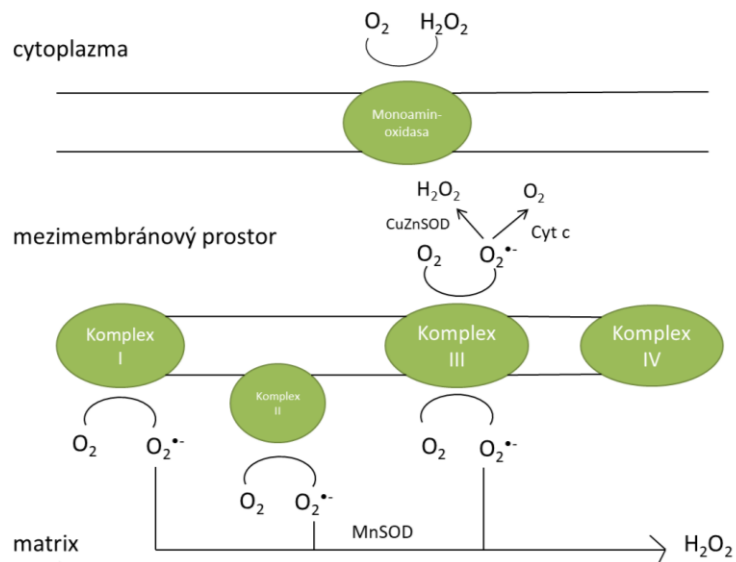 O₂ H₂O₂
cytoplazma
Monoamin-
oxidasa
H₂O₂ O₂
CuZnSOD
Cyt c
mezimembránový prostor
O₂ O₂•-
Komplex
I
Komplex
III
Komplex
IV
Komplex
II
O₂ O₂•-
O₂ O₂•-
O₂ O₂•-
MnSOD
matrix
H₂O₂